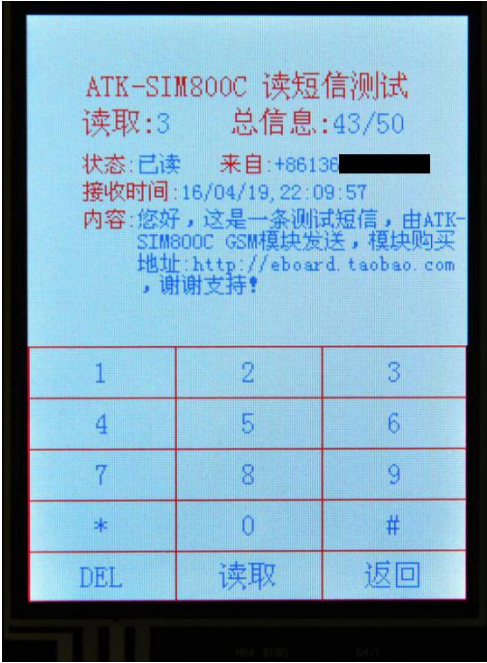 ATK-SIM800C 读短信测试
读取:3 总信息:43/50
状态:已读 来自:+86136
接收时间:16/04/19,22:09:57
内容:您好，这是一条测试短信，由ATK-
SIM800C GSM模块发送，模块购买
地址:http://eboard.taobao.com
，谢谢支持!
1 2 3
4 5 6
7 8 9
* 0 #
DEL 读取 返回